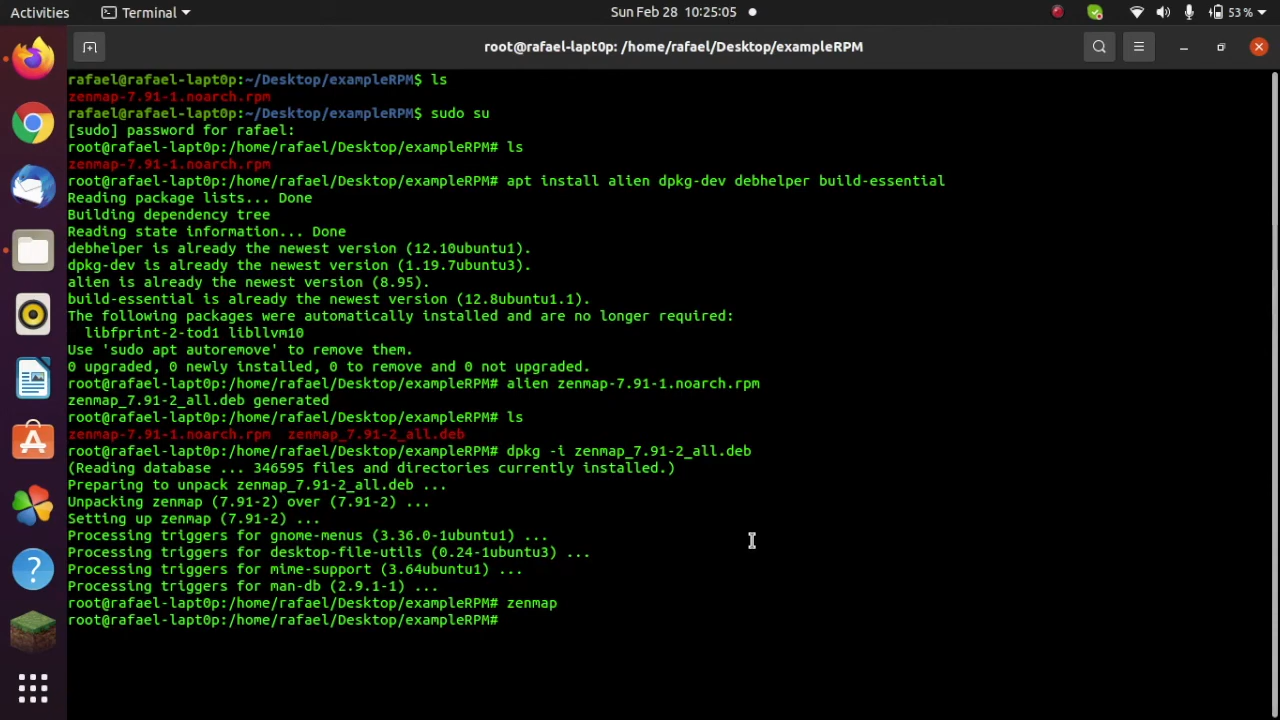 Activities
Terminal
Sun Feb 28 10:25:05
53 %
root@rafael-lapt0p: /home/rafael/Desktop/exampleRPM
rafael@rafael-lapt0p:~/Desktop/exampleRPM$ ls
zenmap-7.91-1.noarch.rpm
rafael@rafael-lapt0p:~/Desktop/exampleRPM$ sudo su
[sudo] password for rafael:
root@rafael-lapt0p:/home/rafael/Desktop/exampleRPM# ls
zenmap-7.91-1.noarch.rpm
root@rafael-lapt0p:/home/rafael/Desktop/exampleRPM# apt install alien dpkg-dev debhelper build-essential
Reading package lists... Done
Building dependency tree
Reading state information... Done
debhelper is already the newest version (12.10ubuntu1).
dpkg-dev is already the newest version (1.19.7ubuntu3).
alien is already the newest version (8.95).
build-essential is already the newest version (12.8ubuntu1.1).
The following packages were automatically installed and are no longer required:
  libfprint-2-tod1 libllvm10
Use 'sudo apt autoremove' to remove them.
0 upgraded, 0 newly installed, 0 to remove and 0 not upgraded.
root@rafael-lapt0p:/home/rafael/Desktop/exampleRPM# alien zenmap-7.91-1.noarch.rpm
zenmap_7.91-2_all.deb generated
root@rafael-lapt0p:/home/rafael/Desktop/exampleRPM# ls
zenmap-7.91-1.noarch.rpm  zenmap_7.91-2_all.deb
root@rafael-lapt0p:/home/rafael/Desktop/exampleRPM# dpkg -i zenmap_7.91-2_all.deb
(Reading database ... 346595 files and directories currently installed.)
Preparing to unpack zenmap_7.91-2_all.deb ...
Unpacking zenmap (7.91-2) over (7.91-2) ...
Setting up zenmap (7.91-2) ...
Processing triggers for gnome-menus (3.36.0-1ubuntu1) ...
Processing triggers for desktop-file-utils (0.24-1ubuntu3) ...
Processing triggers for mime-support (3.64ubuntu1) ...
Processing triggers for man-db (2.9.1-1) ...
root@rafael-lapt0p:/home/rafael/Desktop/exampleRPM# zenmap
root@rafael-lapt0p:/home/rafael/Desktop/exampleRPM#